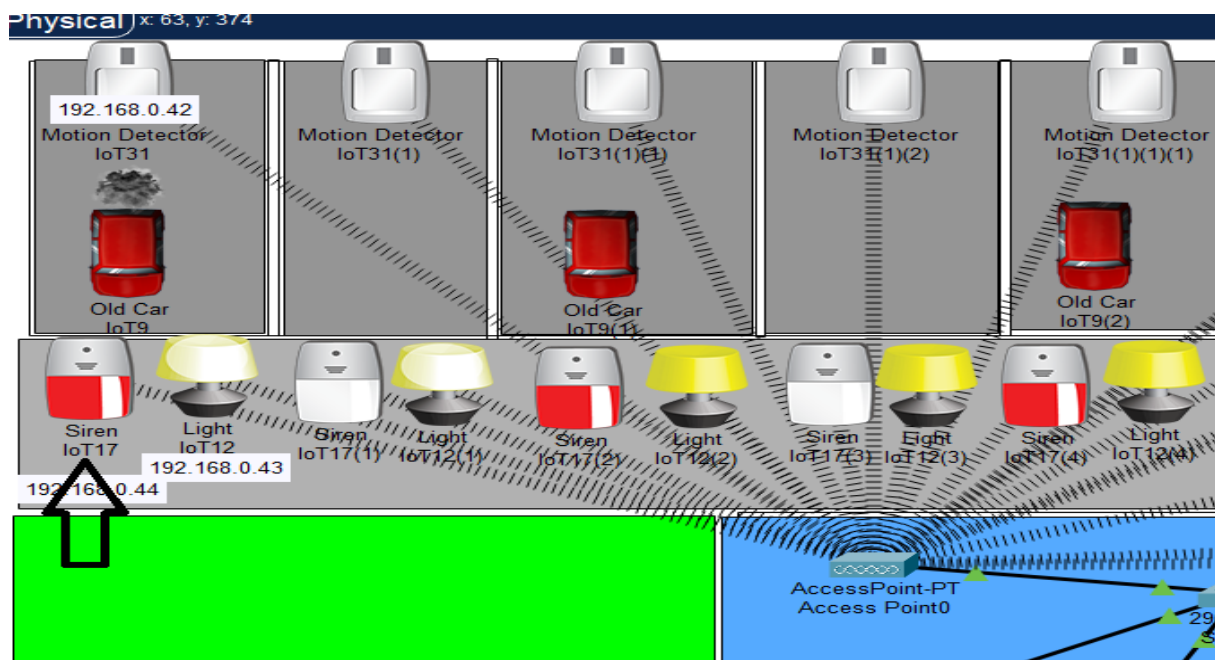 Physical x: 63, y: 374
192.168.0.42
Motion Detector
IoT31
Motion Detector
IoT31(1)
Motion Detector
IoT31(1)(1)
Motion Detector
IoT31(1)(2)
Motion Detector
IoT31(1)(1)(1)
Old Car
IoT9
Old Car
IoT9(1)
Old Car
IoT9(2)
Siren
IoT17
Light
IoT12
Siren
IoT17(1)
Light
IoT12(1)
Siren
IoT17(2)
Light
IoT12(2)
Siren
IoT17(3)
Light
IoT12(3)
Siren
IoT17(4)
Light
IoT12(4)
192.168.0.43
192.168.0.44
AccessPoint-PT
Access Point0
29
S